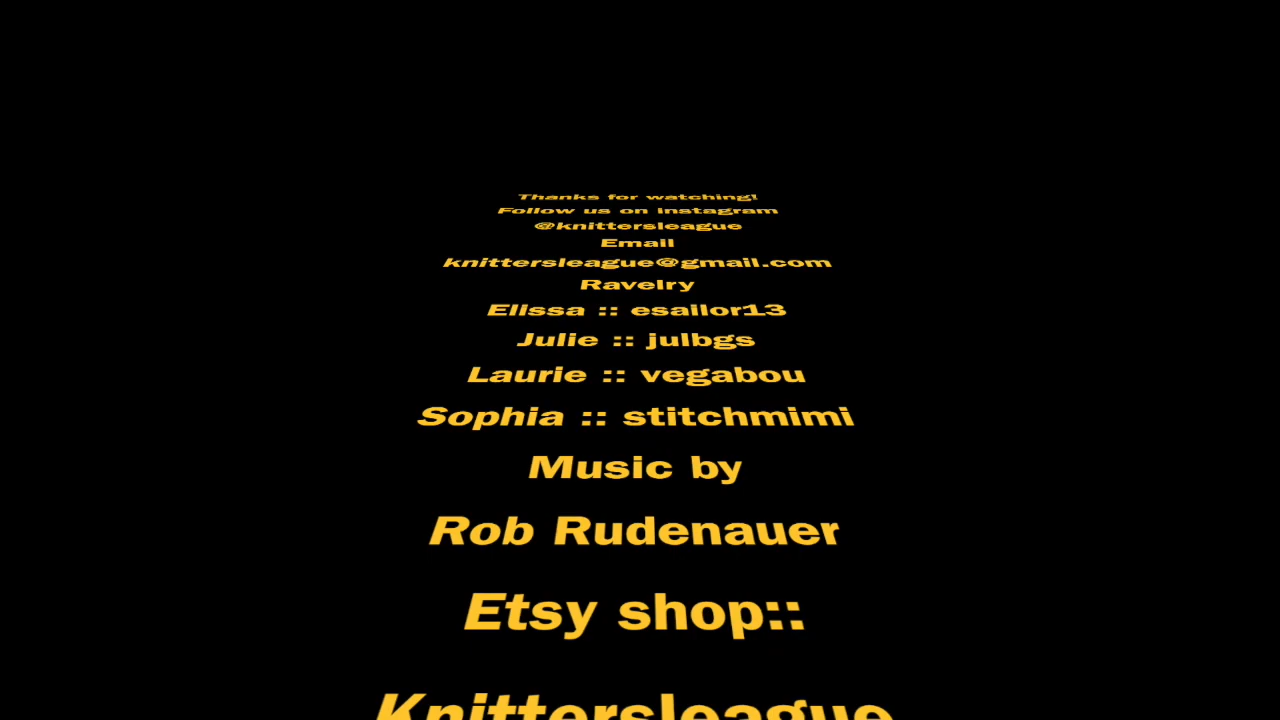 Thanks for watching!
Follow us on Instagram
@knittersleague
Email
knittersleague@gmail.com
Ravelry
Elissa :: esailor13
Julie :: julbgs
Laurie :: vegabou
Sophia :: stitchmimi
Music by
Rob Rudenauer
Etsy shop::
Knittersleague